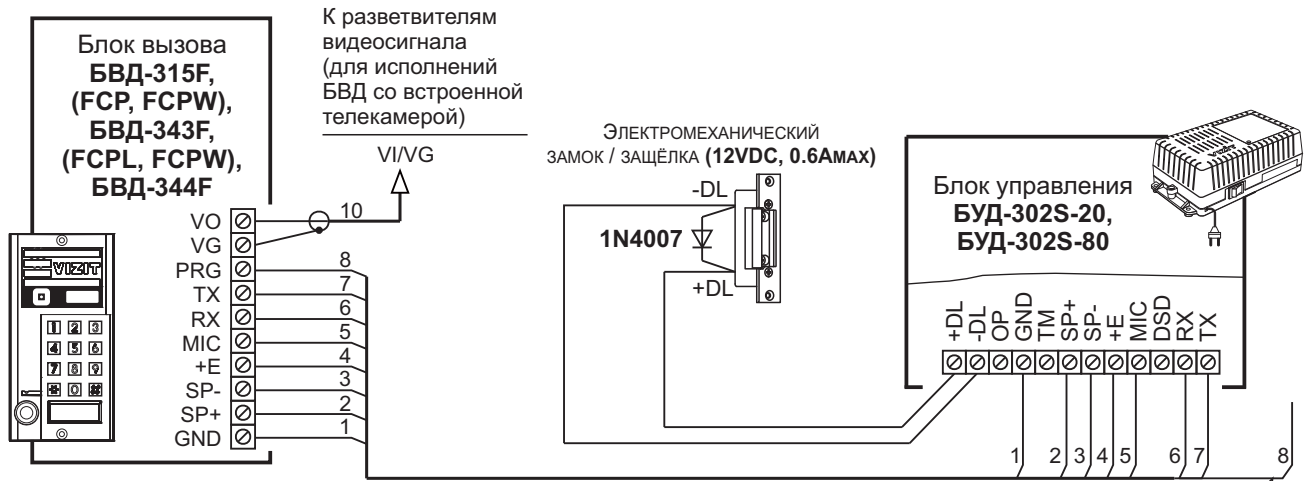 Блок вызова
БВД-315F,
(FCP, FCPW),
БВД-343F,
(FCPL, FCPW),
БВД-344F
К разветвителям
видеосигнала
(для исполнений
БВД со встроенной
телекамерой)
VI/VG
VO
VG
PRG
TX
RX
MIC
+E
SP-
SP+
GND
10
8
7
6
5
4
3
2
1
VIZIT
1 2 3
4 5 6
7 8 9
* 0 #
ЭЛЕКТРОМЕХАНИЧЕСКИЙ
ЗАМОК / ЗАЩЁЛКА (12VDC, 0.6AMAX)
-DL
1N4007
+DL
Блок управления
БУД-302S-20,
БУД-302S-80
VIZIT
+DL
-DL
OP
GND
TM
SP+
SP-
+E
MIC
DSD
RX
TX
1 2 3 4 5 6 7 8